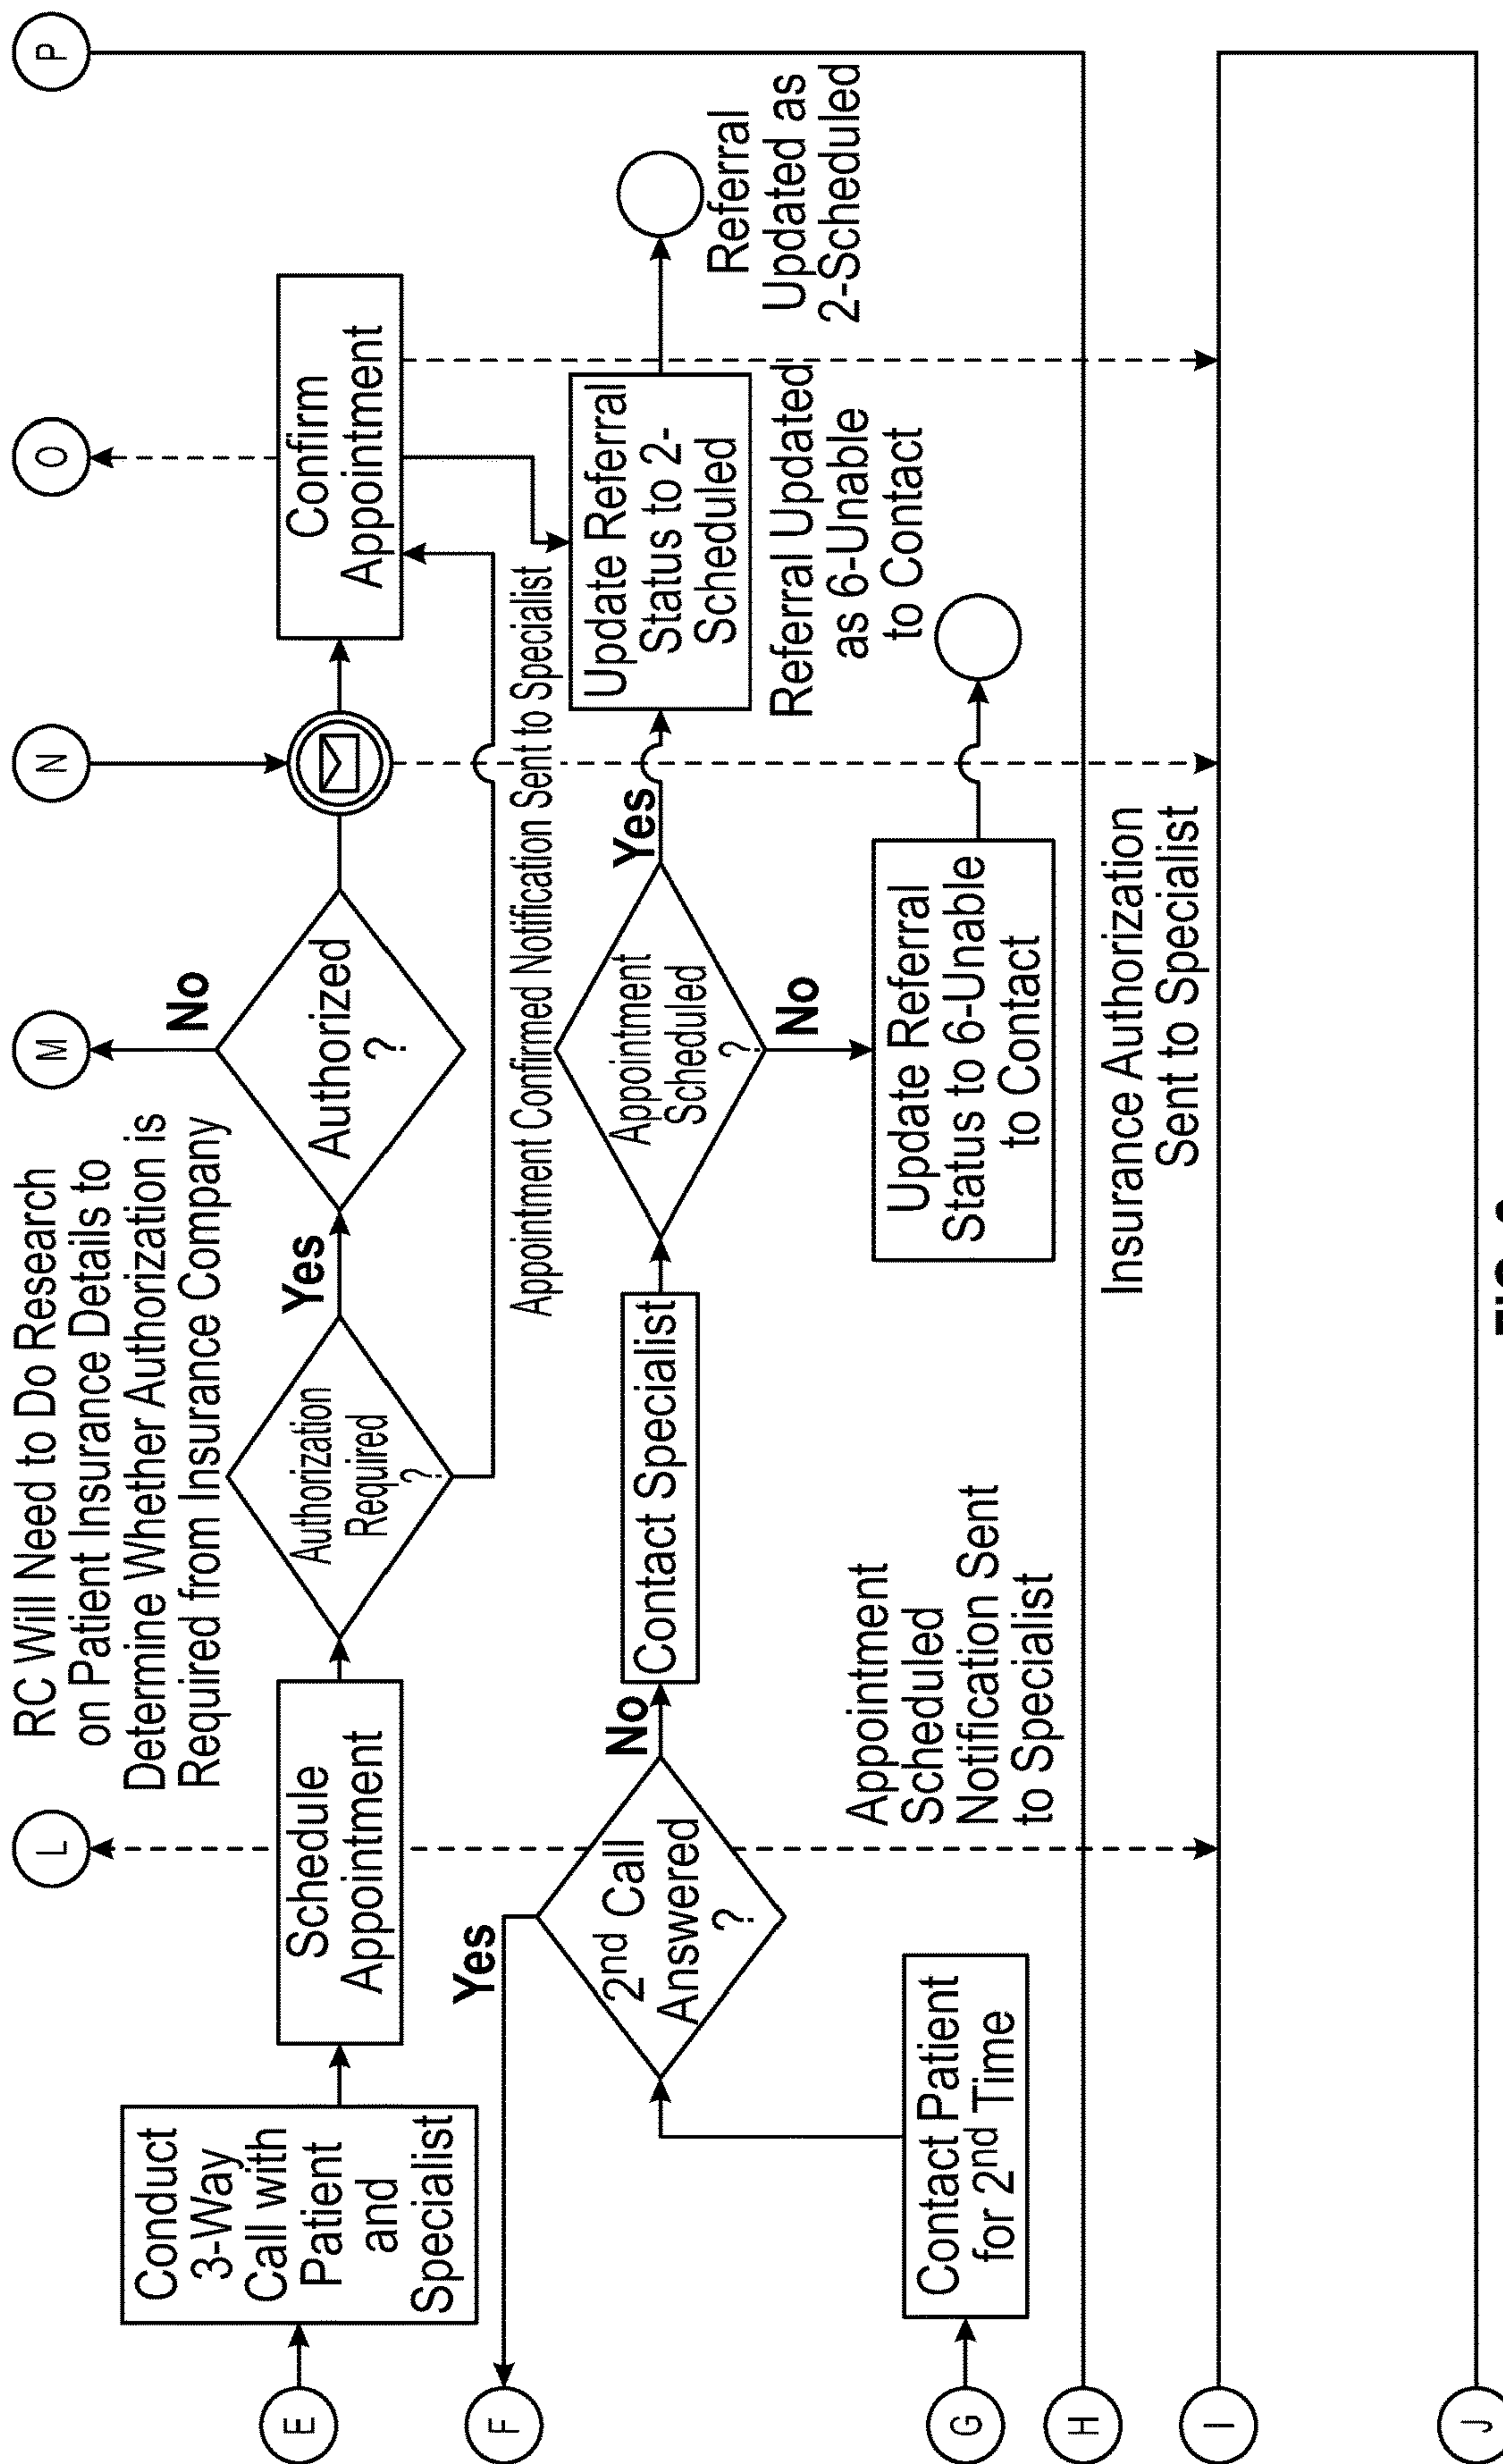 L
M
N
O
P
RC Will Need to Do Research
on Patient Insurance Details to
Determine Whether Authorization is
Required from Insurance Company
E
Conduct
3-Way
Call with
Patient
and
Specialist
Schedule
Appointment
Authorization
Required
?
Yes
Authorized
?
No
Confirm
Appointment
F
Yes
Appointment Confirmed Notification Sent to Specialist
2nd Call
Answered
?
No
Contact Specialist
Appointment
Scheduled
?
Yes
Update Referral
Status to 2-
Scheduled
Referral
Updated as
2-Scheduled
No
Referral Updated
as 6-Unable
to Contact
G
Contact Patient
for 2nd Time
Appointment
Scheduled
Notification Sent
to Specialist
Update Referral
Status to 6-Unable
to Contact
H
Insurance Authorization
Sent to Specialist
I
J